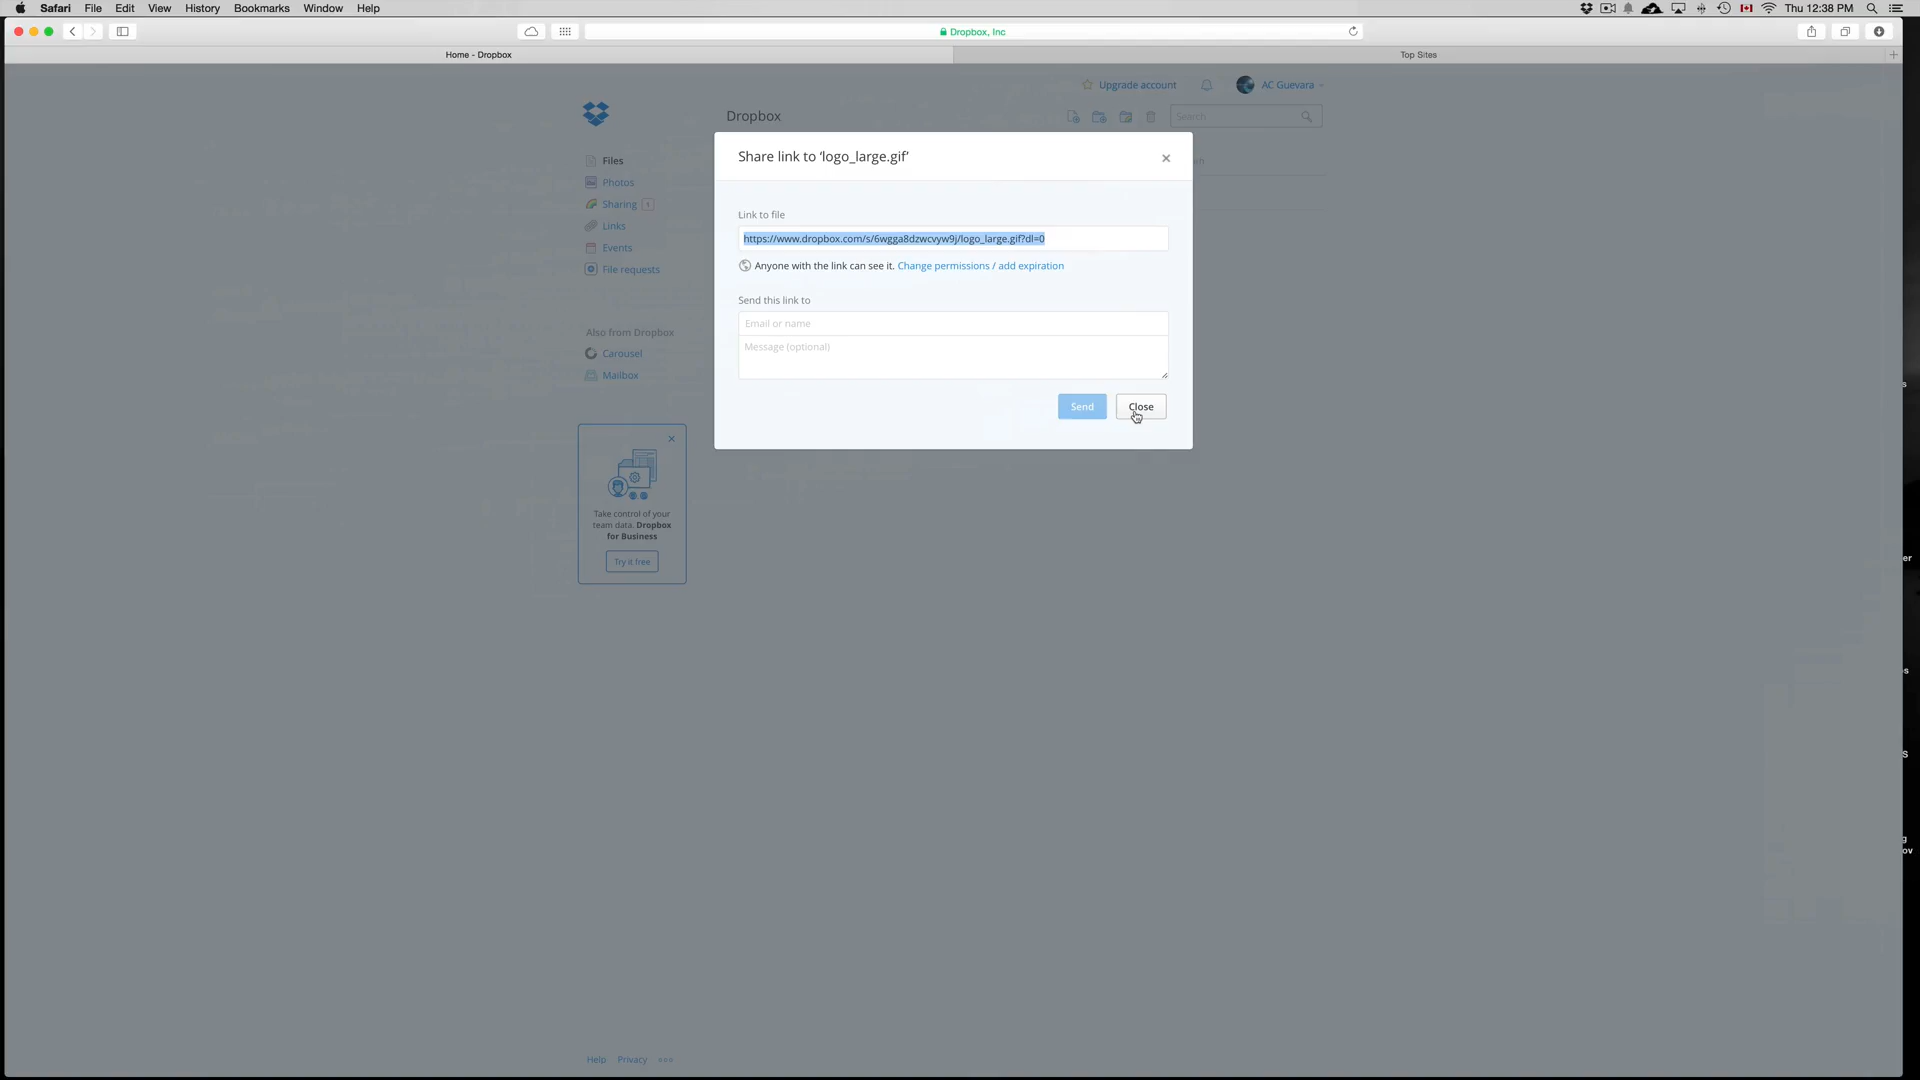 Safari File Edit View History Bookmarks Window Help Thu 12:38 PM
Dropbox, Inc
Home - Dropbox Top Sites
Upgrade account AC Guevara
Dropbox Search
Share link to ‘logo_large.gif’
Files
Photos
Sharing 1
Links
Events
File requests
Link to file
https://www.dropbox.com/s/6wgga8dzwcvyw9j/logo_large.gif?dl=0
Anyone with the link can see it. Change permissions / add expiration
Send this link to
Email or name
Message (optional)
Send Close
Also from Dropbox
Carousel
Mailbox
Take control of your
team data. Dropbox
for Business
Try it free
Help Privacy